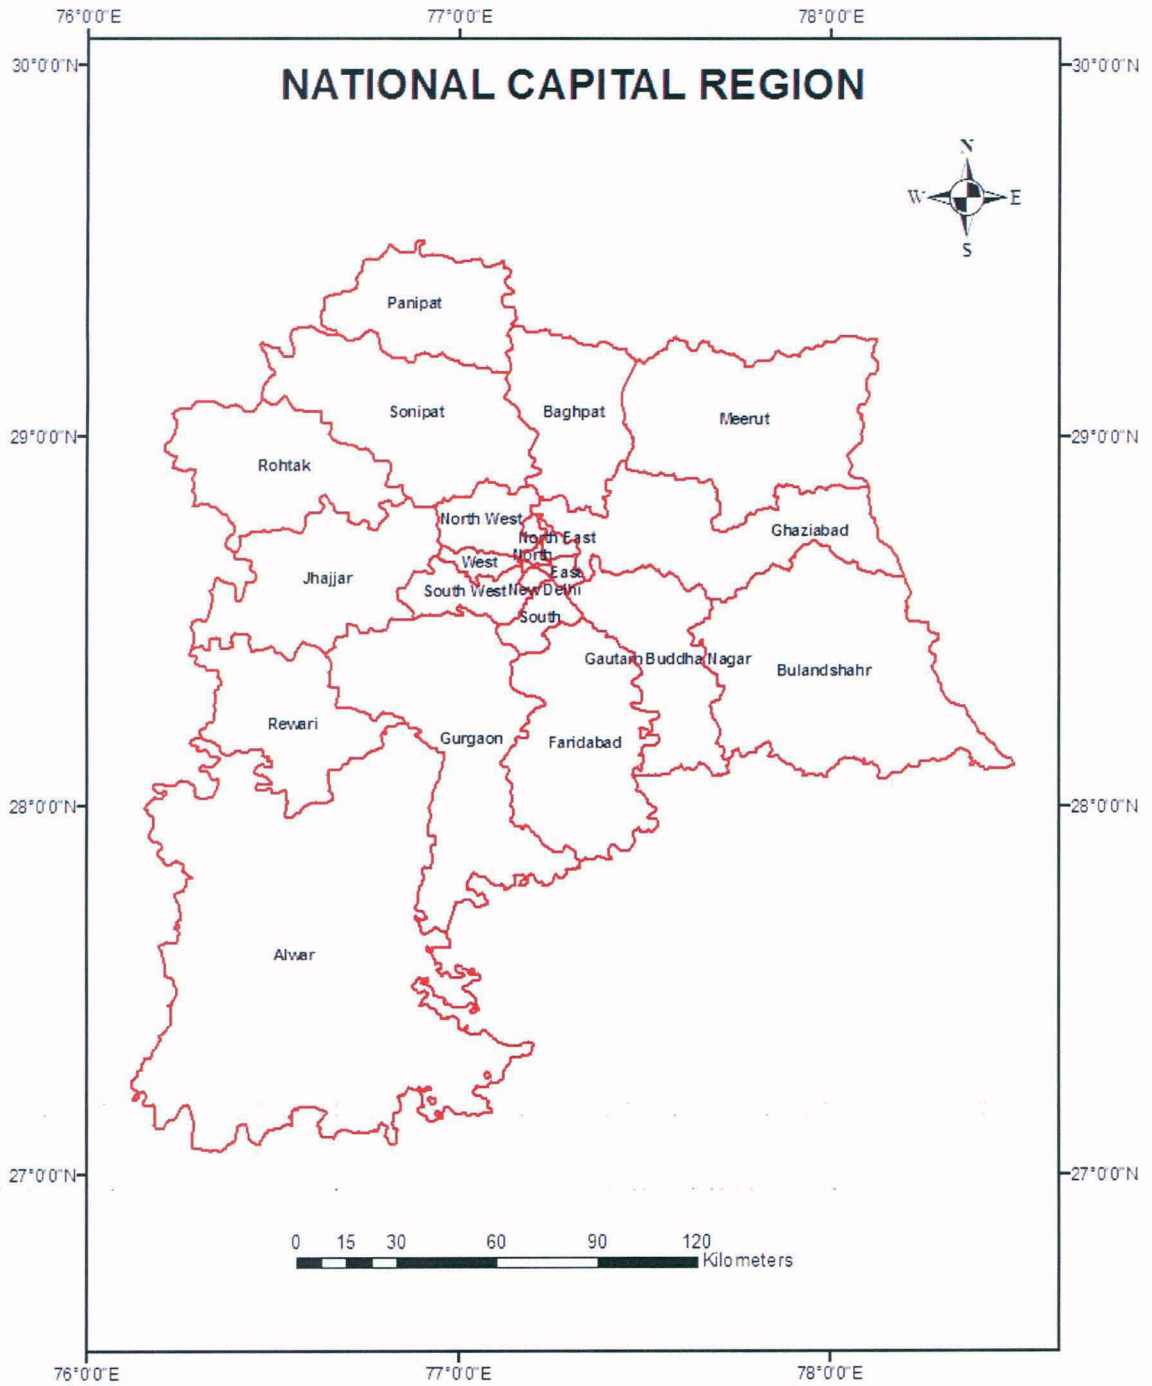 76°0'0"E 77°0'0"E 78°0'0"E
30°0'0"N 30°0'0"N
NATIONAL CAPITAL REGION
N
W E
S
Panipat
Sonipat Baghpat Meerut
29°0'0"N 29°0'0"N
Rohtak
North West
Ghaziabad
North East
North
West
East
Jhajjar
South West New Delhi
South
Gautam Buddha Nagar
Bulandshahr
Rewari
Gurgaon Faridabad
28°0'0"N 28°0'0"N
Alwar
27°0'0"N 27°0'0"N
0 15 30 60 90 120
Kilometers
76°0'0"E 77°0'0"E 78°0'0"E